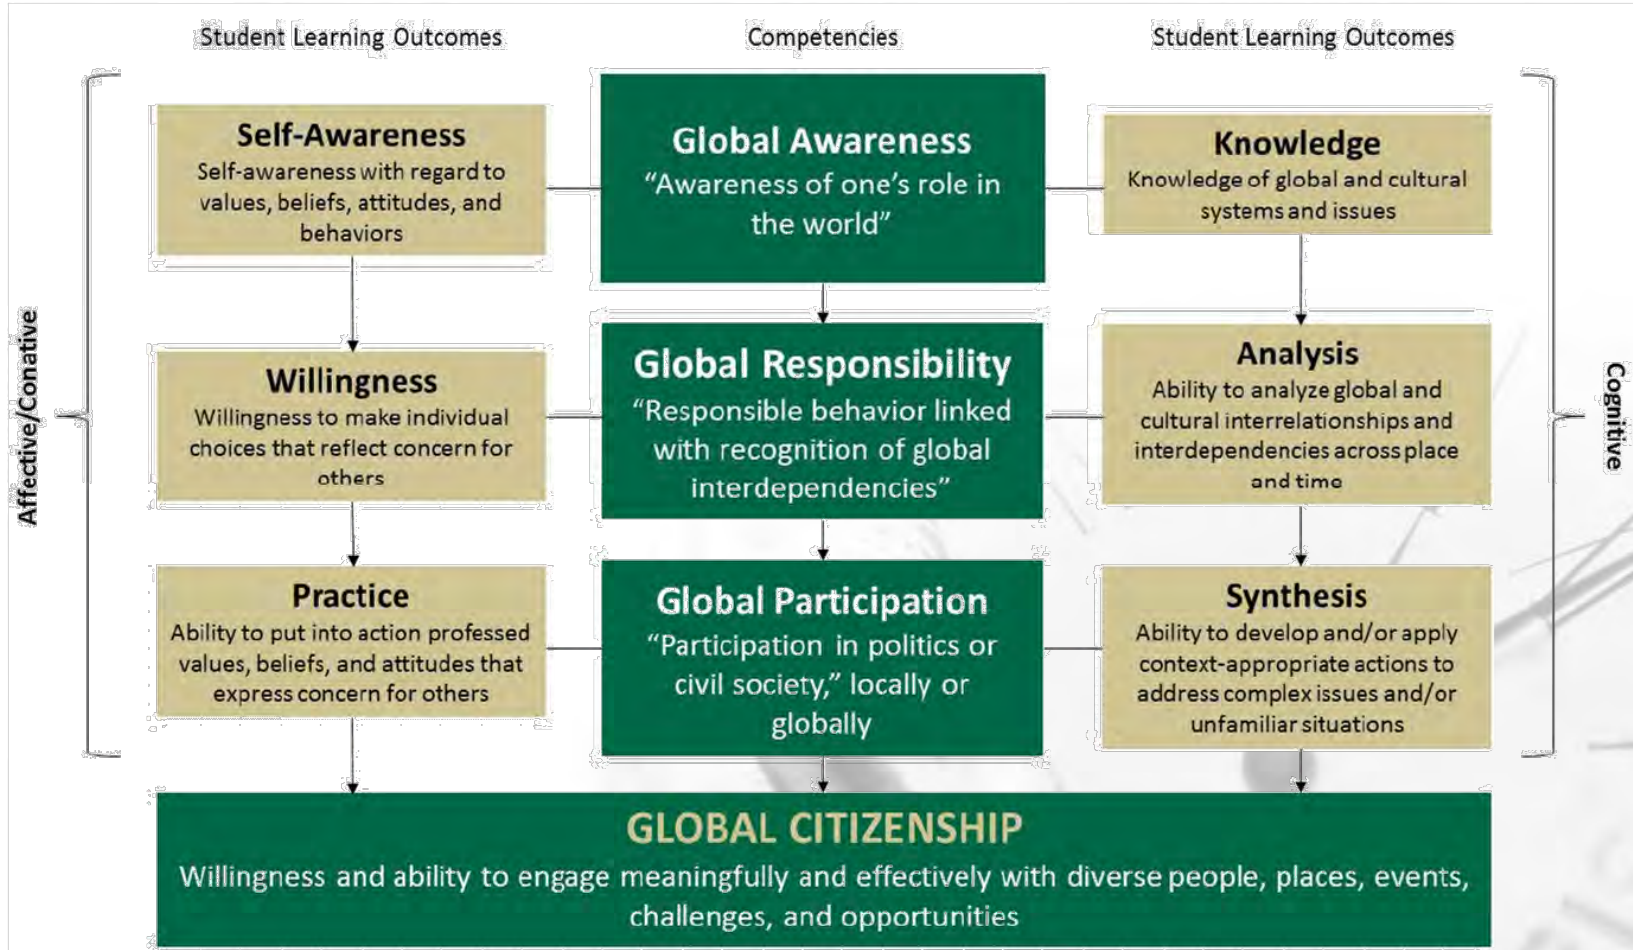 Student Learning Outcomes
Competencies
Student Learning Outcomes
Affective/Conative
Self-Awareness
Self-awareness with regard to
values, beliefs, attitudes, and
behaviors
Global Awareness
“Awareness of one’s role in
the world”
Knowledge
Knowledge of global and cultural
systems and issues
Willingness
Willingness to make individual
choices that reflect concern for
others
Global Responsibility
“Responsible behavior linked
with recognition of global
interdependencies”
Analysis
Ability to analyze global and
cultural interrelationships and
interdependencies across place
and time
Practice
Ability to put into action professed
values, beliefs, and attitudes that
express concern for others
Global Participation
“Participation in politics or
civil society,” locally or
globally
Synthesis
Ability to develop and/or apply
context-appropriate actions to
address complex issues and/or
unfamiliar situations
Cognitive
GLOBAL CITIZENSHIP
Willingness and ability to engage meaningfully and effectively with diverse people, places, events,
challenges, and opportunities